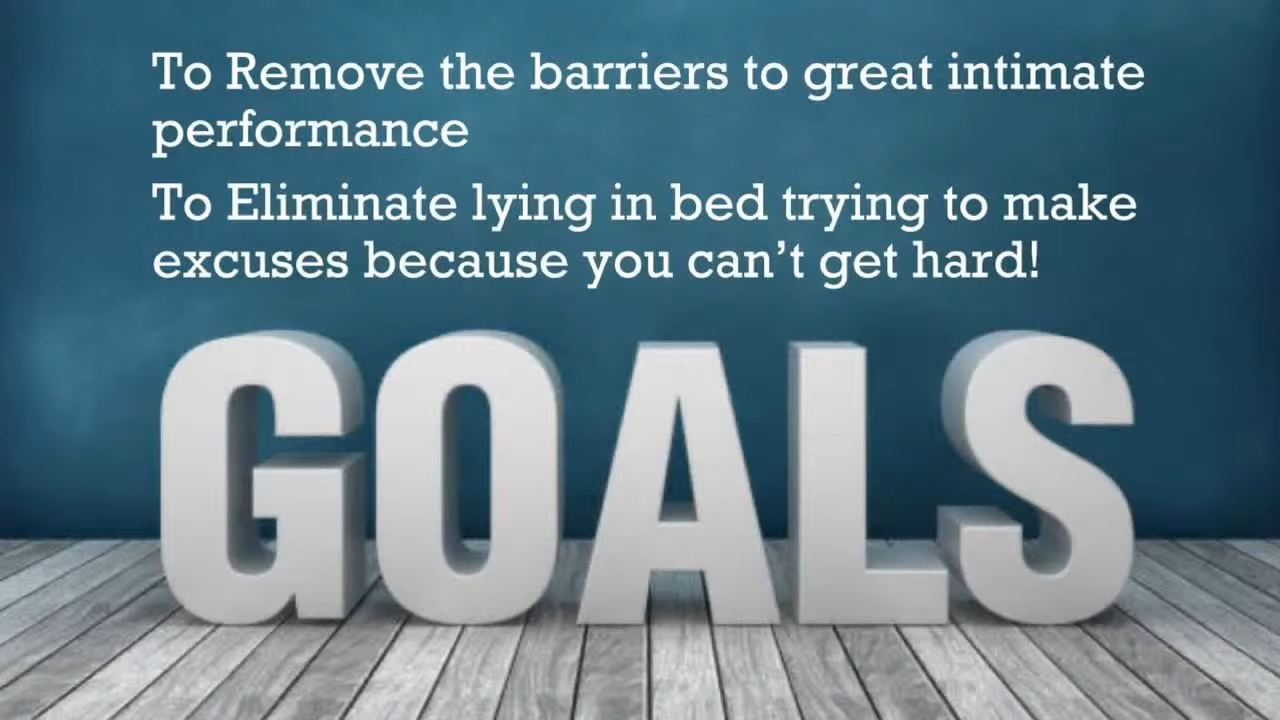 To Remove the barriers to great intimate
performance
To Eliminate lying in bed trying to make
excuses because you can’t get hard!
GOALS